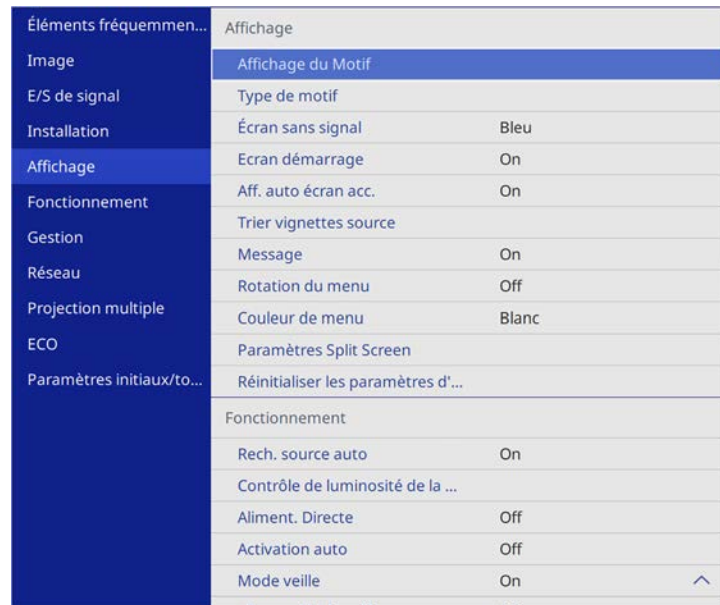 Éléments fréquemmen...
Image
E/S de signal
Installation
Affichage
Fonctionnement
Gestion
Réseau
Projection multiple
ECO
Paramètres initiaux/to...
Affichage
Affichage du Motif
Type de motif
Écran sans signal Bleu
Ecran démarrage On
Aff. auto écran acc. On
Trier vignettes source
Message On
Rotation du menu Off
Couleur de menu Blanc
Paramètres Split Screen
Réinitialiser les paramètres d'...
Fonctionnement
Rech. source auto On
Contrôle de luminosité de la ...
Aliment. Directe Off
Activation auto Off
Mode veille On